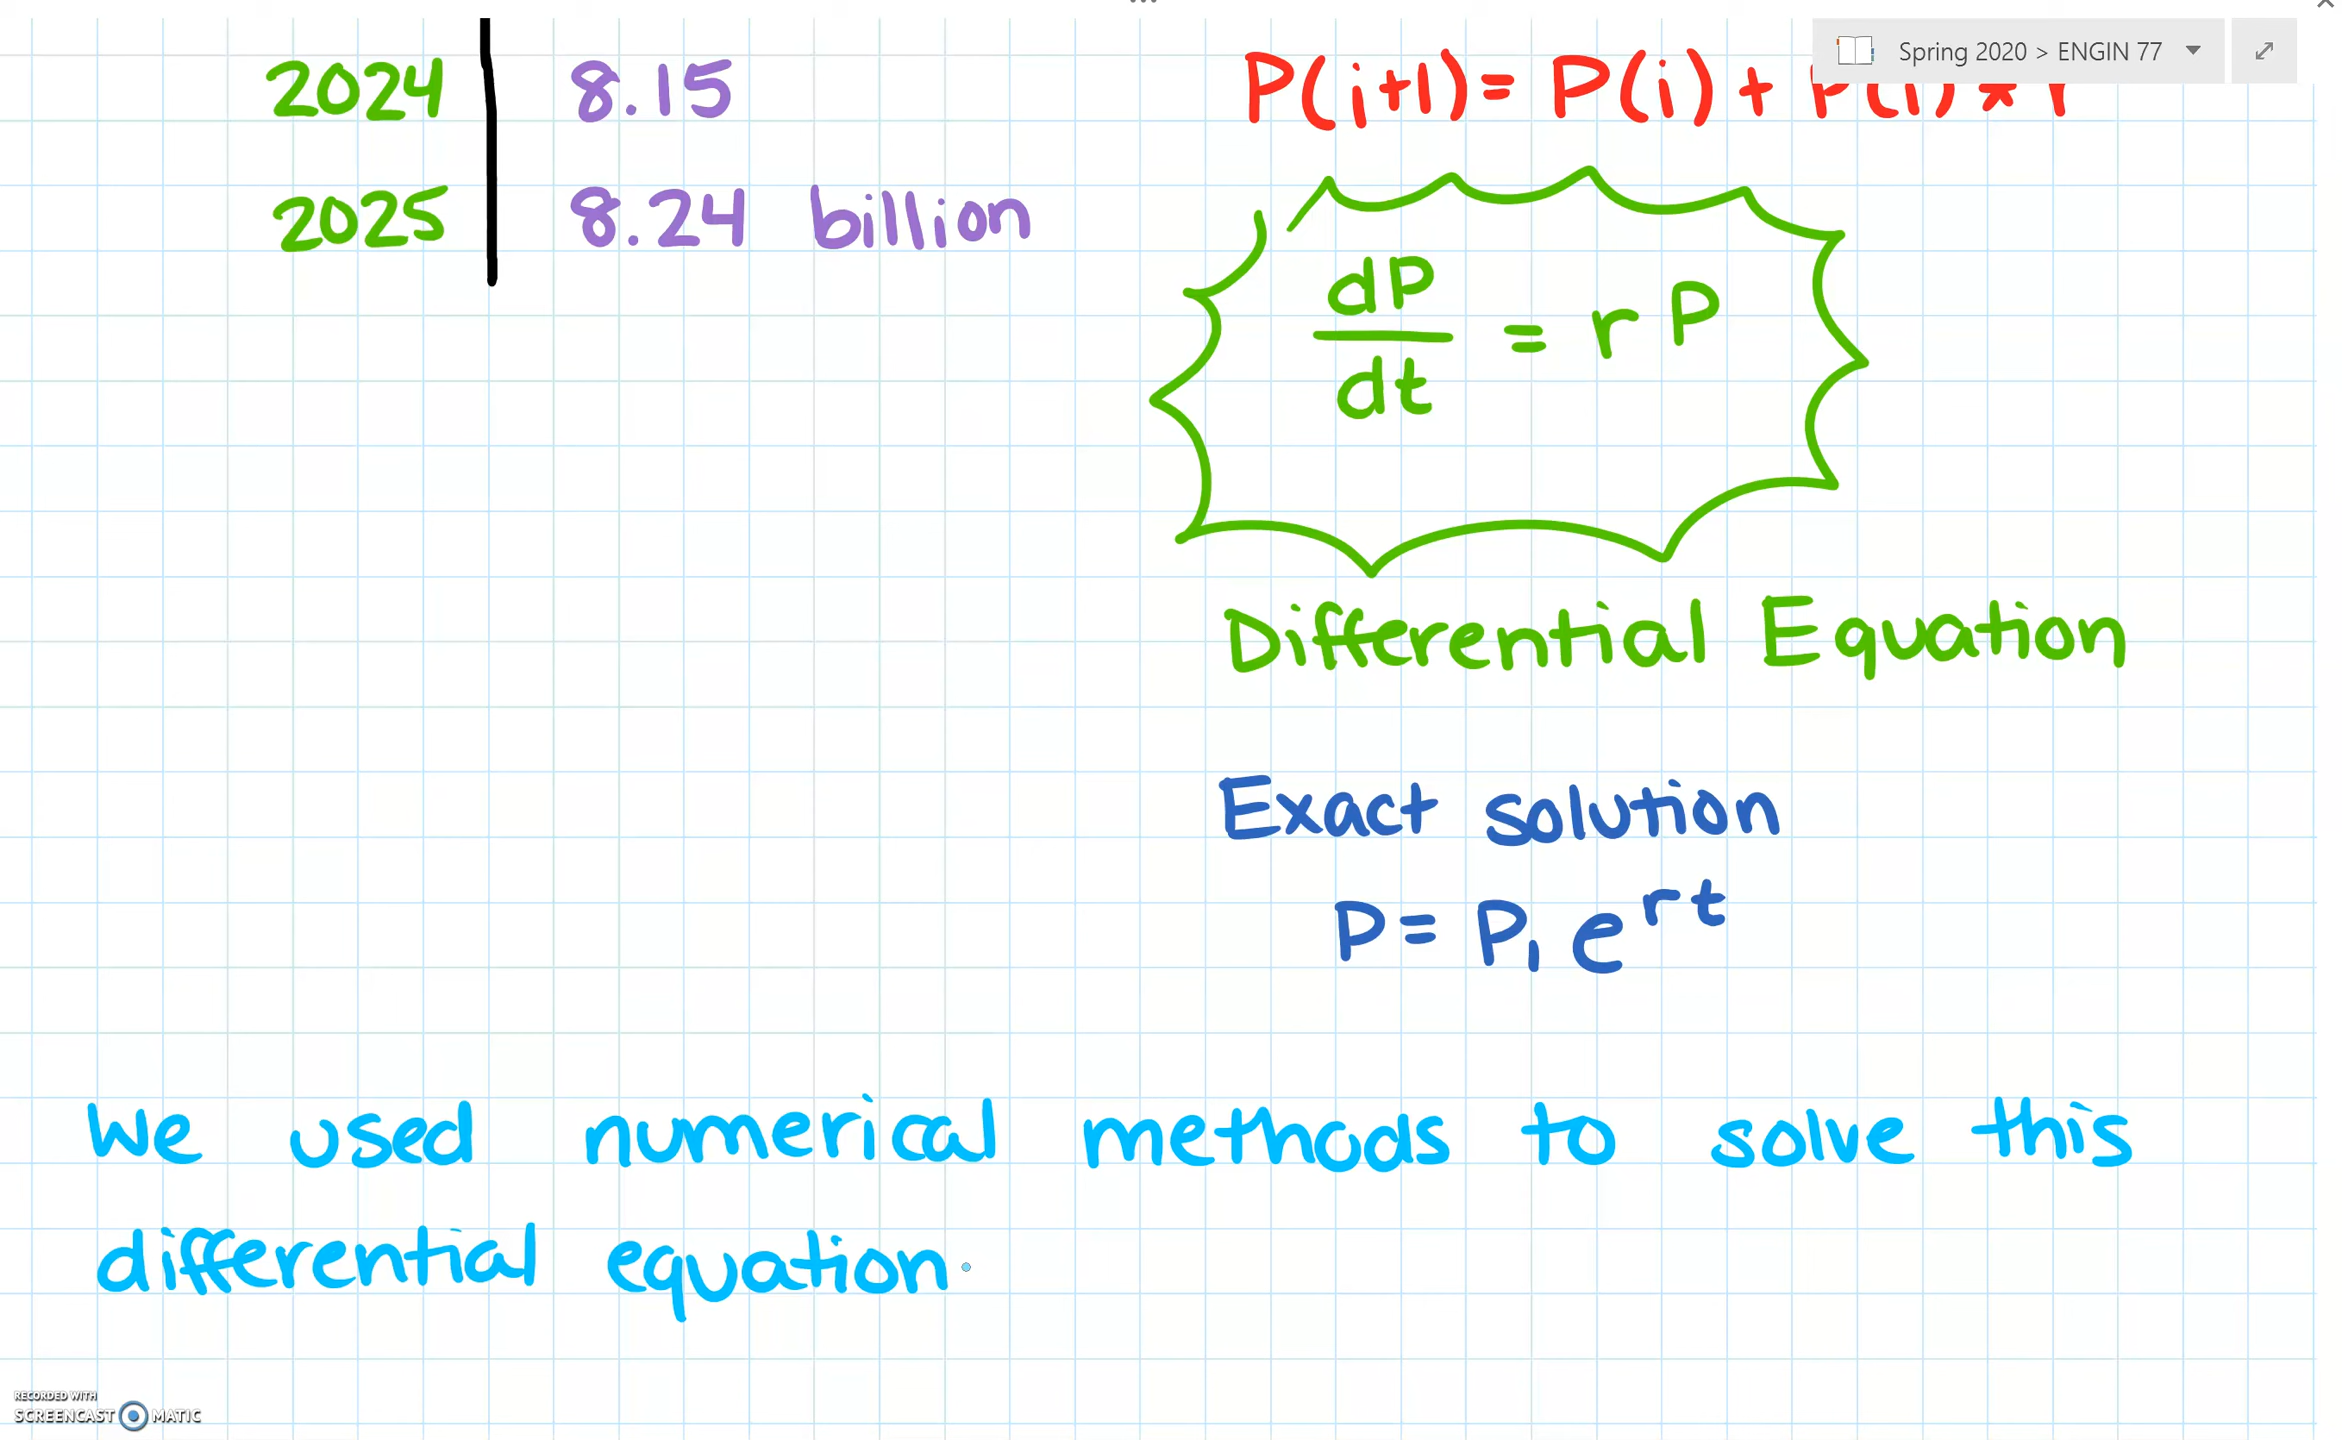 Spring 2020 > ENGIN 77
2024 8.15
P(i+1) = P(i) + P(i) * r
2025 8.24 billion
dP
dt
= r P
Differential Equation
Exact solution
P = P₁ e^rt
We used numerical methods to solve this
differential equation.
RECORDED WITH
SCREENCAST MATIC